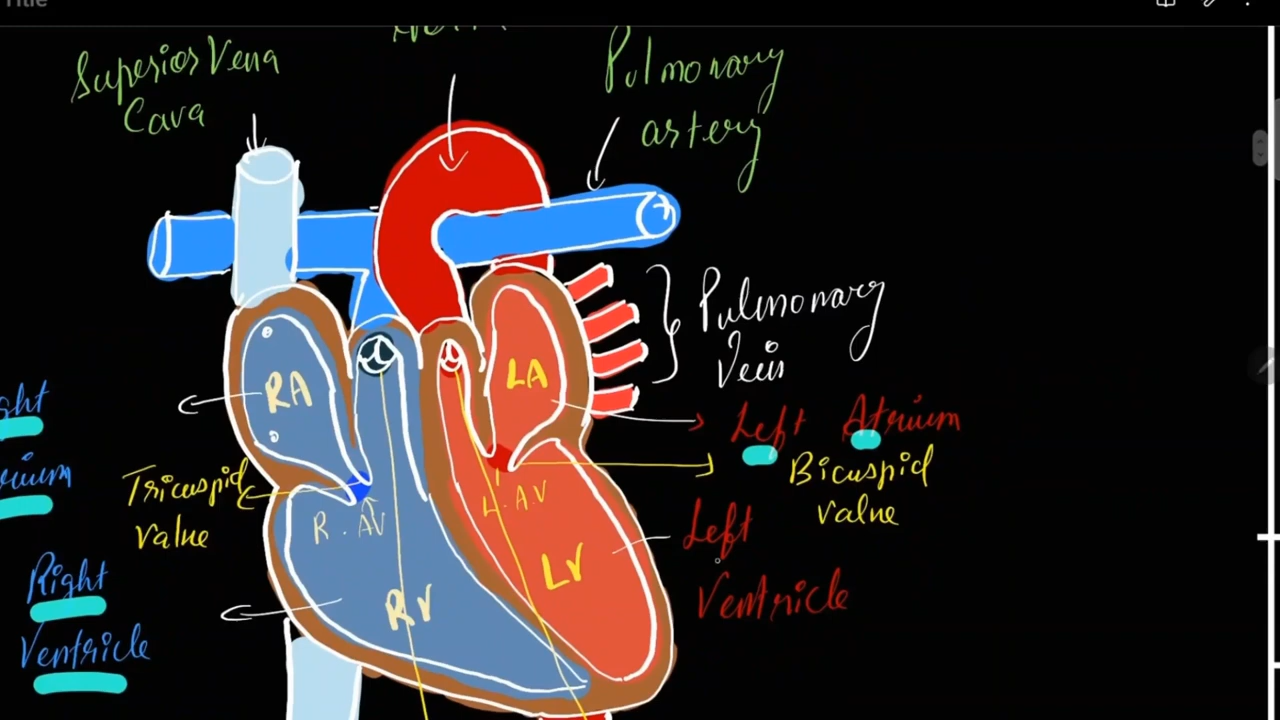 Title
Superior Vena
Cava
Pulmonary
artery
Pulmonary
Vein
RA
LA
Left Atrium
Bicuspid
valve
Tricuspid
valve
R. AV
L.A.V
Left
Ventricle
LV
RV
Right
Ventricle